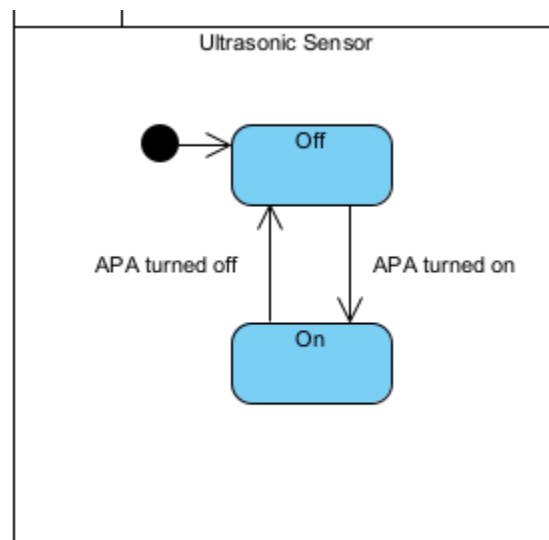 Ultrasonic Sensor
Off
APA turned off
APA turned on
On